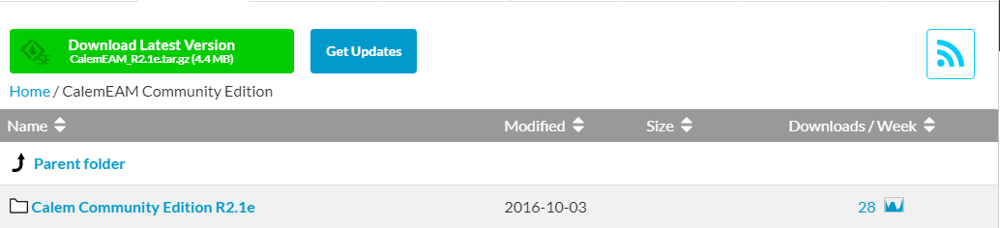 Download Latest Version
CalemEAM_R2.1e.tar.gz (4.4 MB)
SF
Get Updates
Home / CalemEAM Community Edition
Name Modified Size Downloads / Week
Parent folder
Calem Community Edition R2.1e 2016-10-03 28